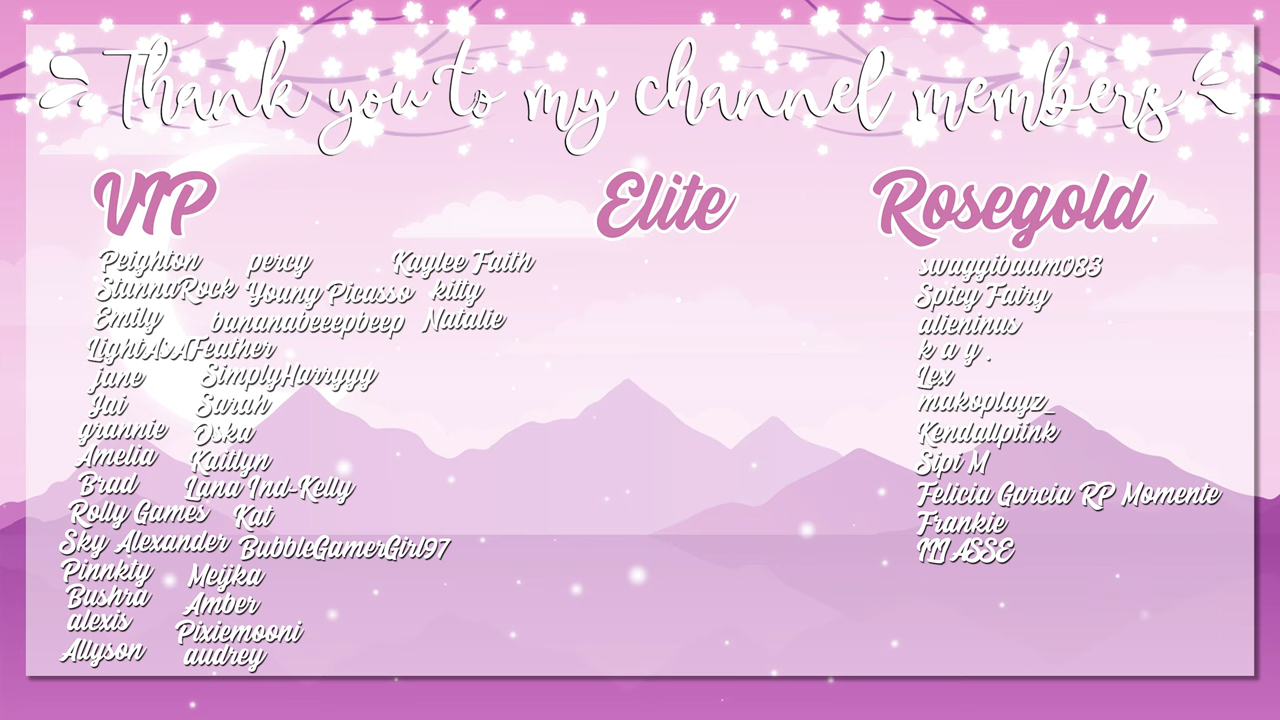 Thank you to my channel members
VIP Elite Rosegold
Peighton percy Kaylee Faith
StunnaRock Young Picasso kitty
Emily bananabeeepbeep Natalie
LightAsAFeather
jane SimplyHarryyy
Jai Sarah
grannie Oska
Amelia Kaitlyn
Brad Lana Ind-Kelly
Rolly Games Kat
Sky Alexander BubbleGamerGirl97
Pinnkty Meijka
Bushra Amber
alexis Pixiemooni
Allyson audrey
swaggibaum083
Spicy Fairy
alieninus
k a y .
Lex
makoplayz_
Kendallpiink
Sipi M
Felicia Garcia RP Momente
Frankie